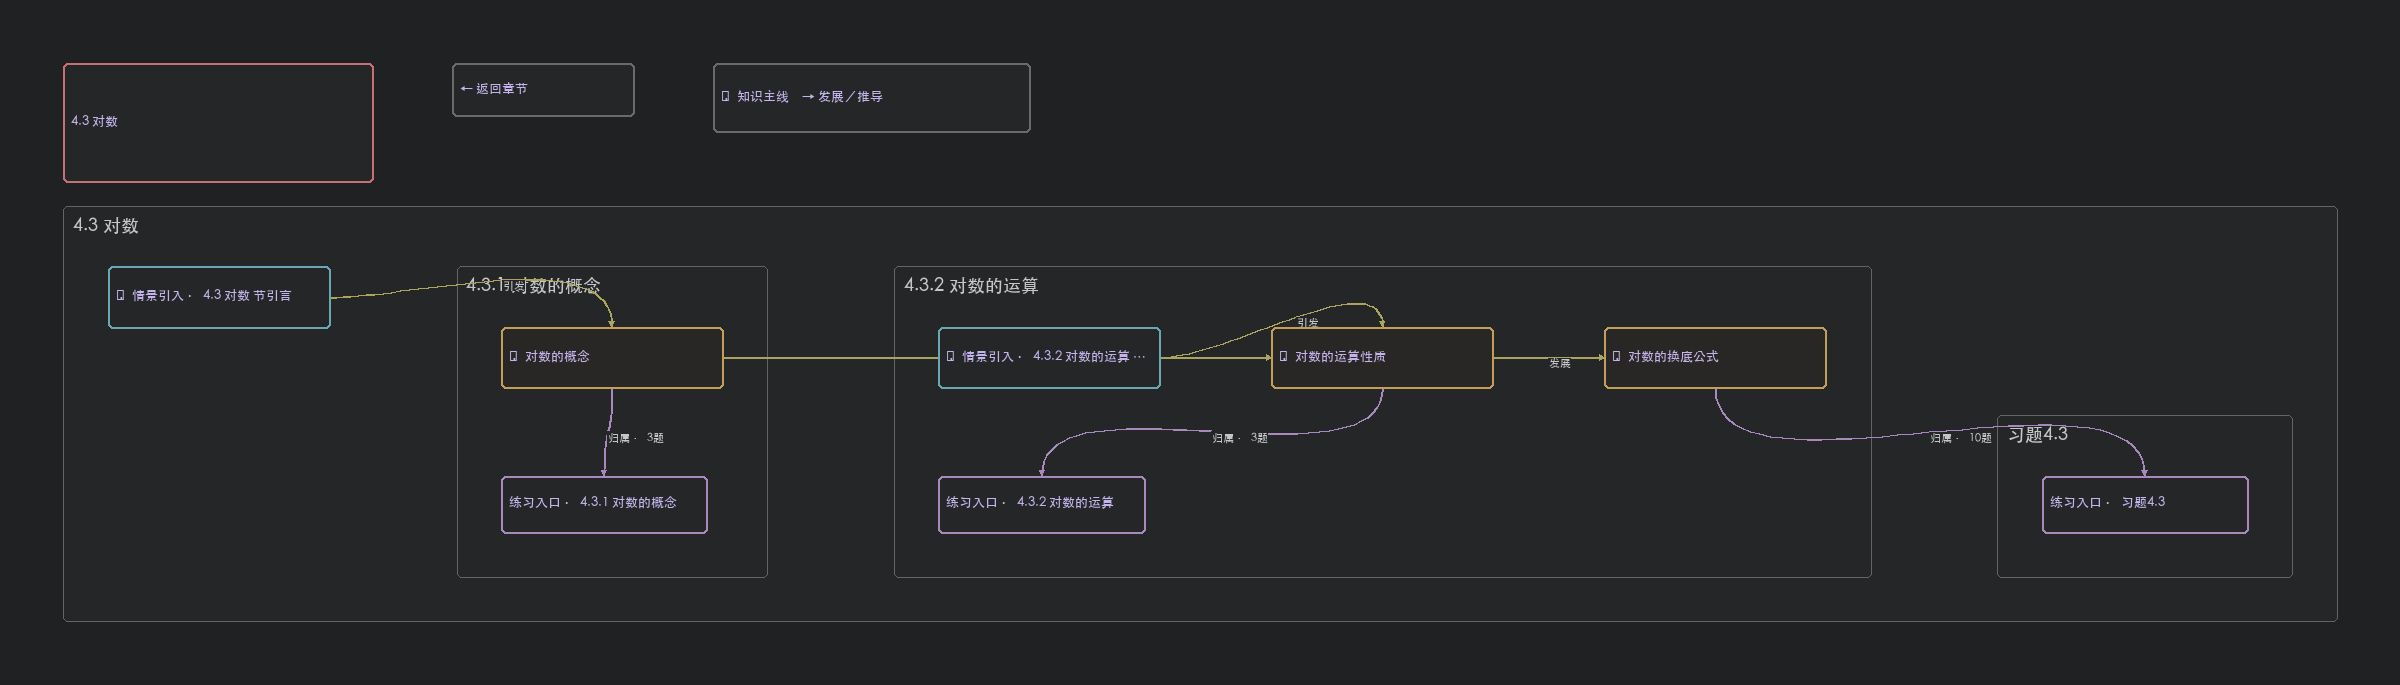 4.3 对数
← 返回章节
知识主线 → 发展／推导
4.3 对数
情景引入 · 4.3 对数 节引言
引发
4.3.1 对数的概念
对数的概念
归属 · 3题
练习入口 · 4.3.1 对数的概念
4.3.2 对数的运算
情景引入 · 4.3.2 对数的运算 …
引发
对数的运算性质
发展
对数的换底公式
归属 · 3题
练习入口 · 4.3.2 对数的运算
归属 · 10题
习题4.3
练习入口 · 习题4.3